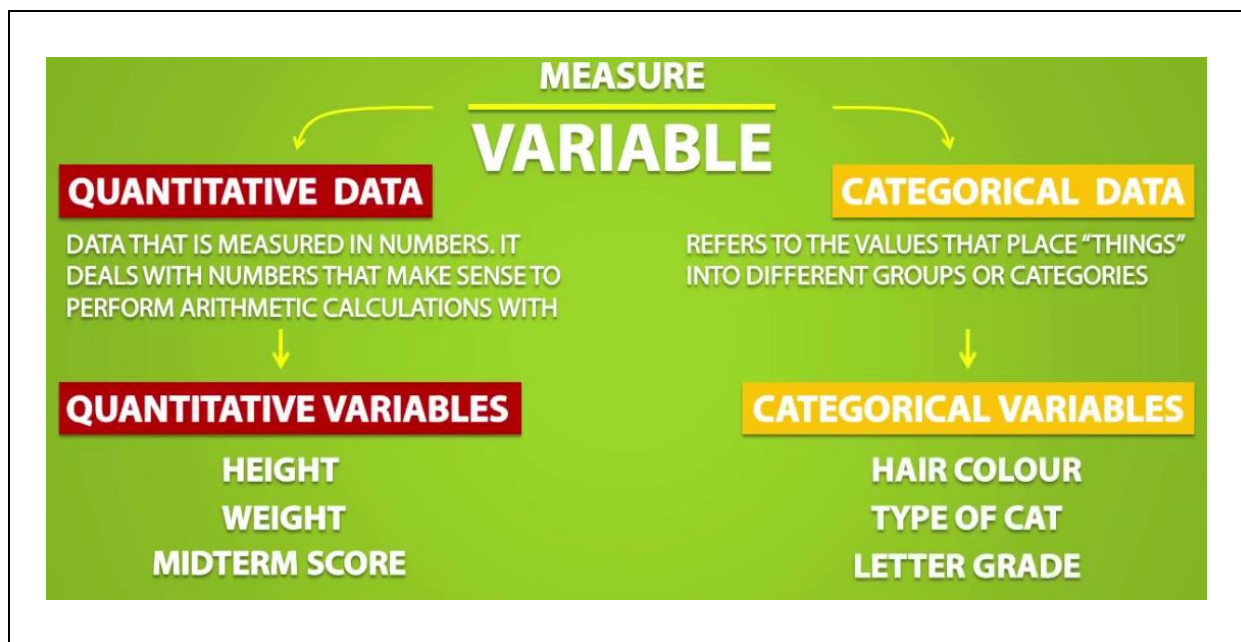 MEASURE
VARIABLE
QUANTITATIVE DATA
DATA THAT IS MEASURED IN NUMBERS. IT
DEALS WITH NUMBERS THAT MAKE SENSE TO
PERFORM ARITHMETIC CALCULATIONS WITH
QUANTITATIVE VARIABLES
HEIGHT
WEIGHT
MIDTERM SCORE
CATEGORICAL DATA
REFERS TO THE VALUES THAT PLACE “THINGS”
INTO DIFFERENT GROUPS OR CATEGORIES
CATEGORICAL VARIABLES
HAIR COLOUR
TYPE OF CAT
LETTER GRADE